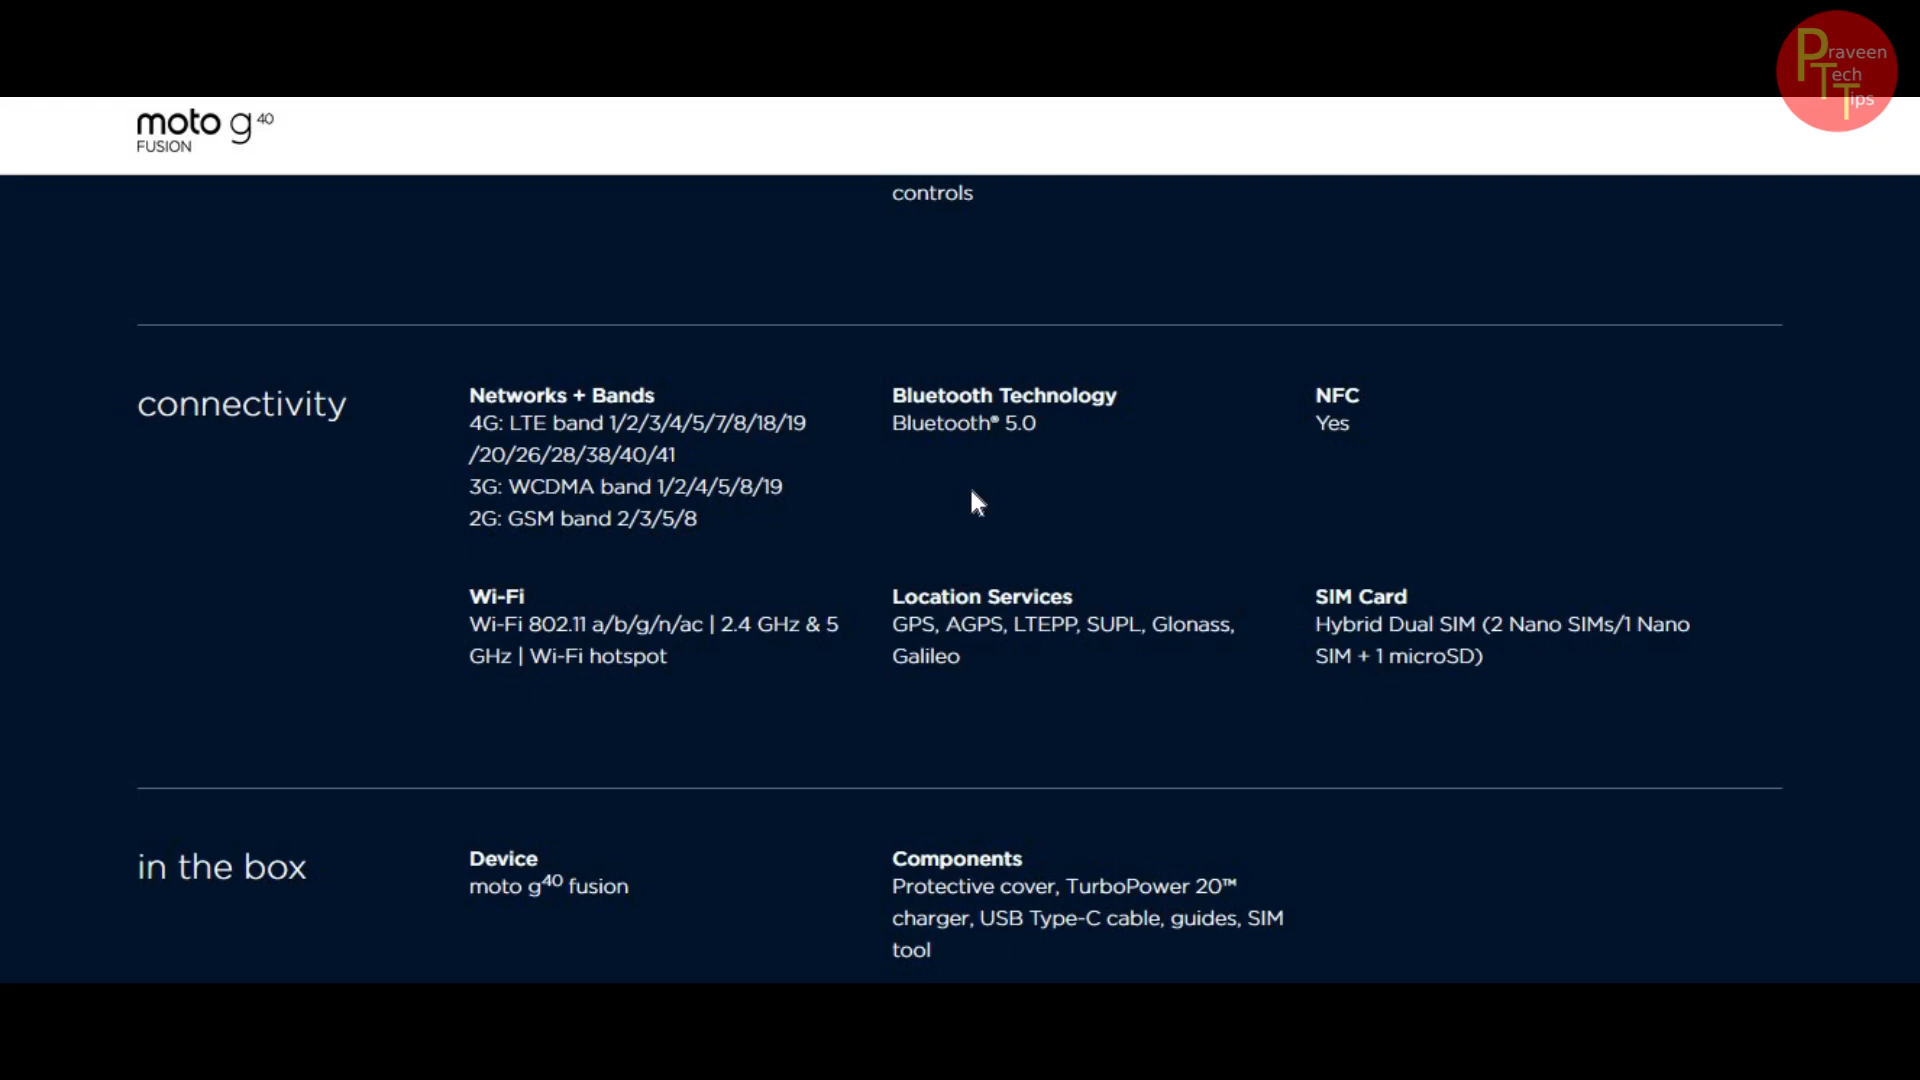 Praveen
Tech
Tips
moto g40
FUSION
controls
connectivity
Networks + Bands
4G: LTE band 1/2/3/4/5/7/8/18/19
/20/26/28/38/40/41
3G: WCDMA band 1/2/4/5/8/19
2G: GSM band 2/3/5/8
Bluetooth Technology
Bluetooth® 5.0
NFC
Yes
Wi-Fi
Wi-Fi 802.11 a/b/g/n/ac | 2.4 GHz & 5
GHz | Wi-Fi hotspot
Location Services
GPS, AGPS, LTEPP, SUPL, Glonass,
Galileo
SIM Card
Hybrid Dual SIM (2 Nano SIMs/1 Nano
SIM + 1 microSD)
in the box
Device
moto g40 fusion
Components
Protective cover, TurboPower 20™
charger, USB Type-C cable, guides, SIM
tool